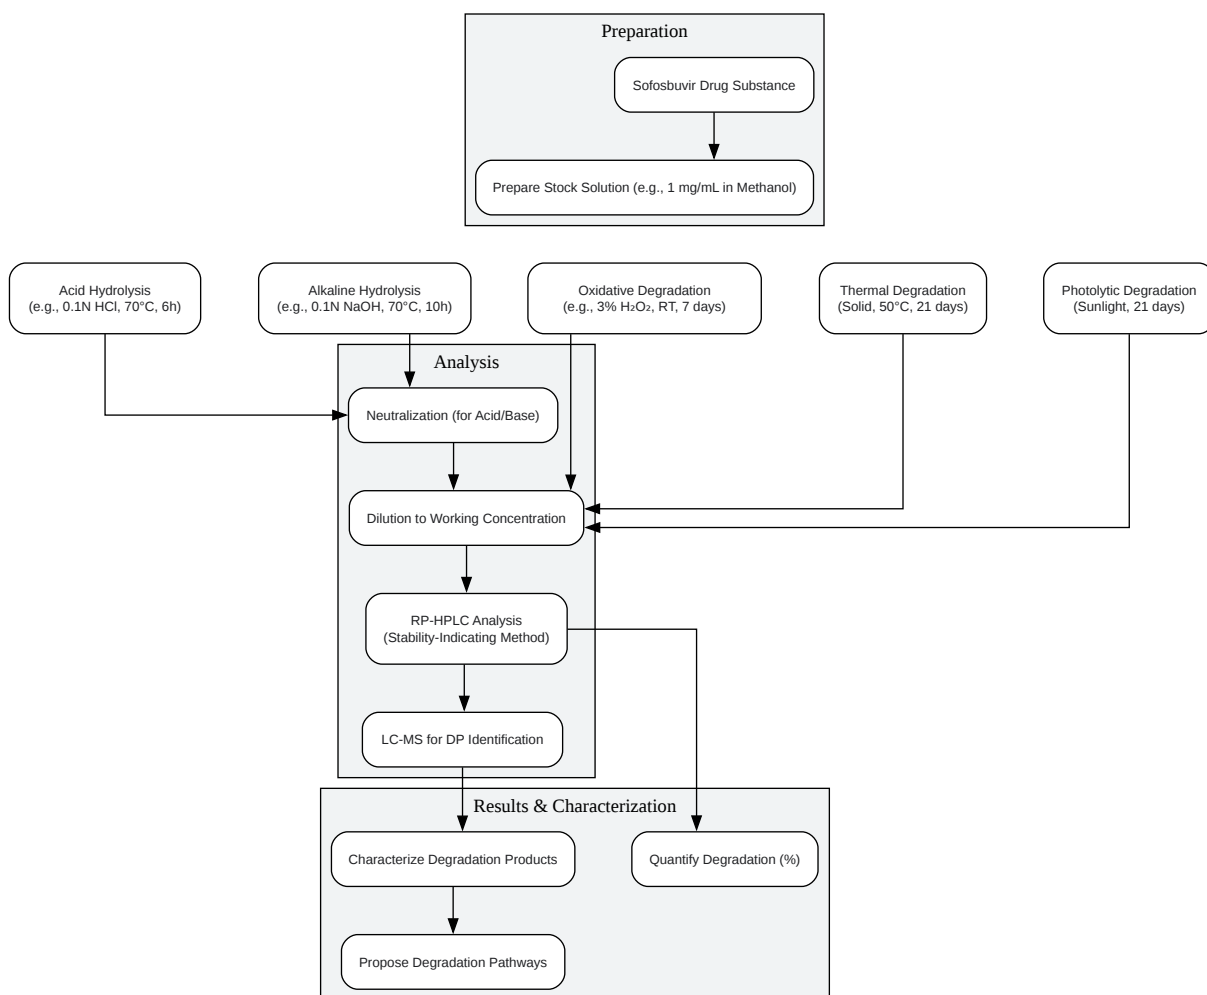 Preparation
Sofosbuvir Drug Substance
Prepare Stock Solution (e.g., 1 mg/mL in Methanol)
Acid Hydrolysis
(e.g., 0.1N HCl, 70°C, 6h)
Alkaline Hydrolysis
(e.g., 0.1N NaOH, 70°C, 10h)
Oxidative Degradation
(e.g., 3% H₂O₂, RT, 7 days)
Thermal Degradation
(Solid, 50°C, 21 days)
Photolytic Degradation
(Sunlight, 21 days)
Analysis
Neutralization (for Acid/Base)
Dilution to Working Concentration
RP-HPLC Analysis
(Stability-Indicating Method)
LC-MS for DP Identification
Results & Characterization
Characterize Degradation Products
Quantify Degradation (%)
Propose Degradation Pathways